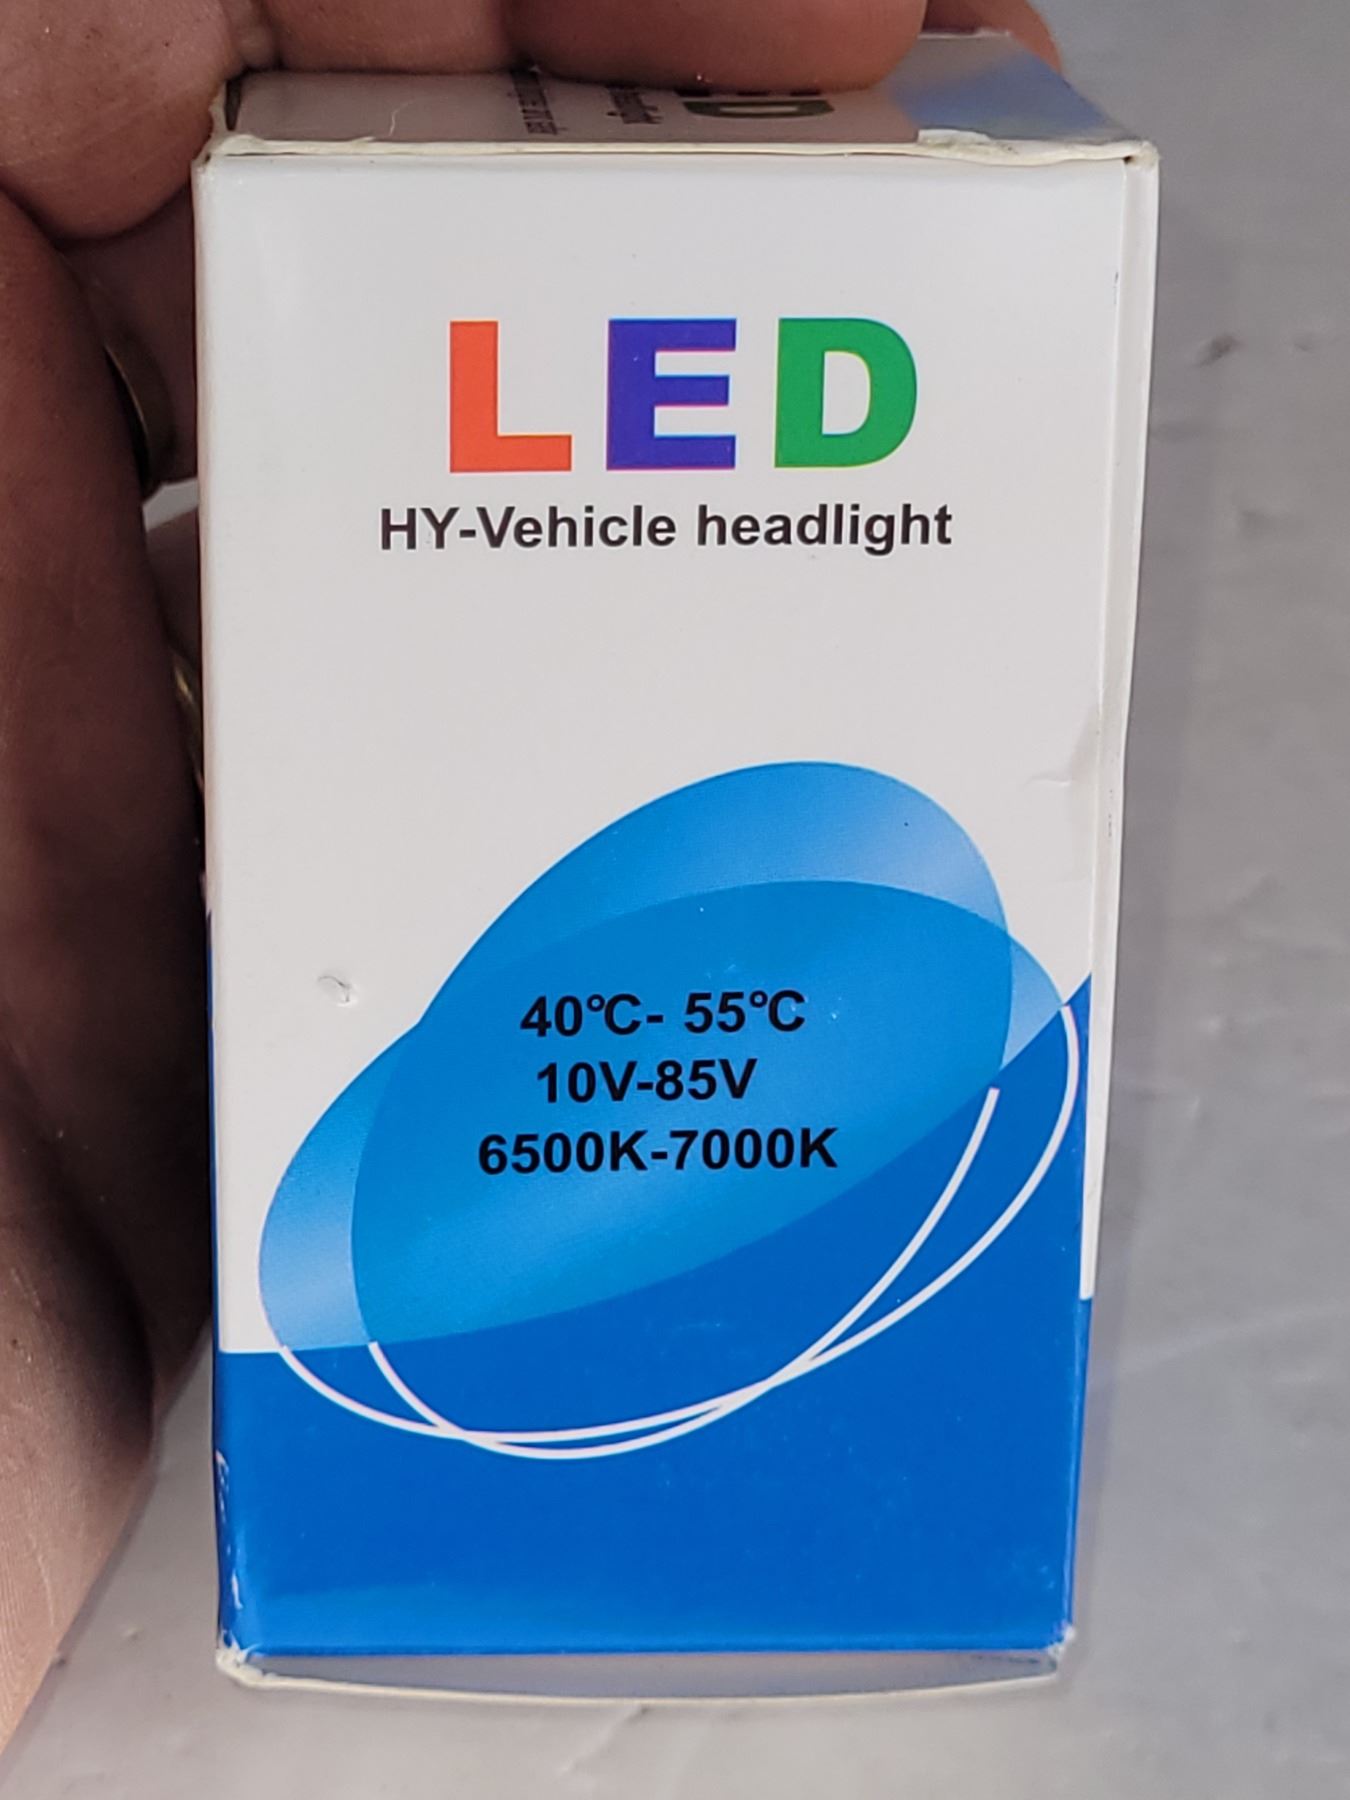 LED
HY-Vehicle headlight
40℃- 55℃
10V-85V
6500K-7000K